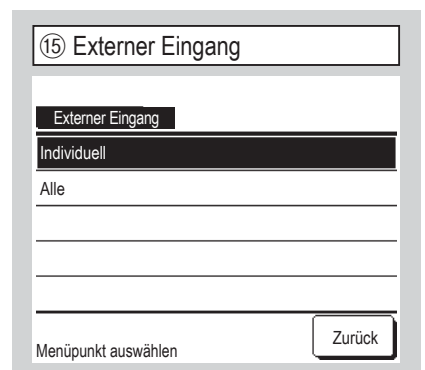 ⑮ Externer Eingang
Externer Eingang
Individuell
Alle
Menüpunkt auswählen
Zurück